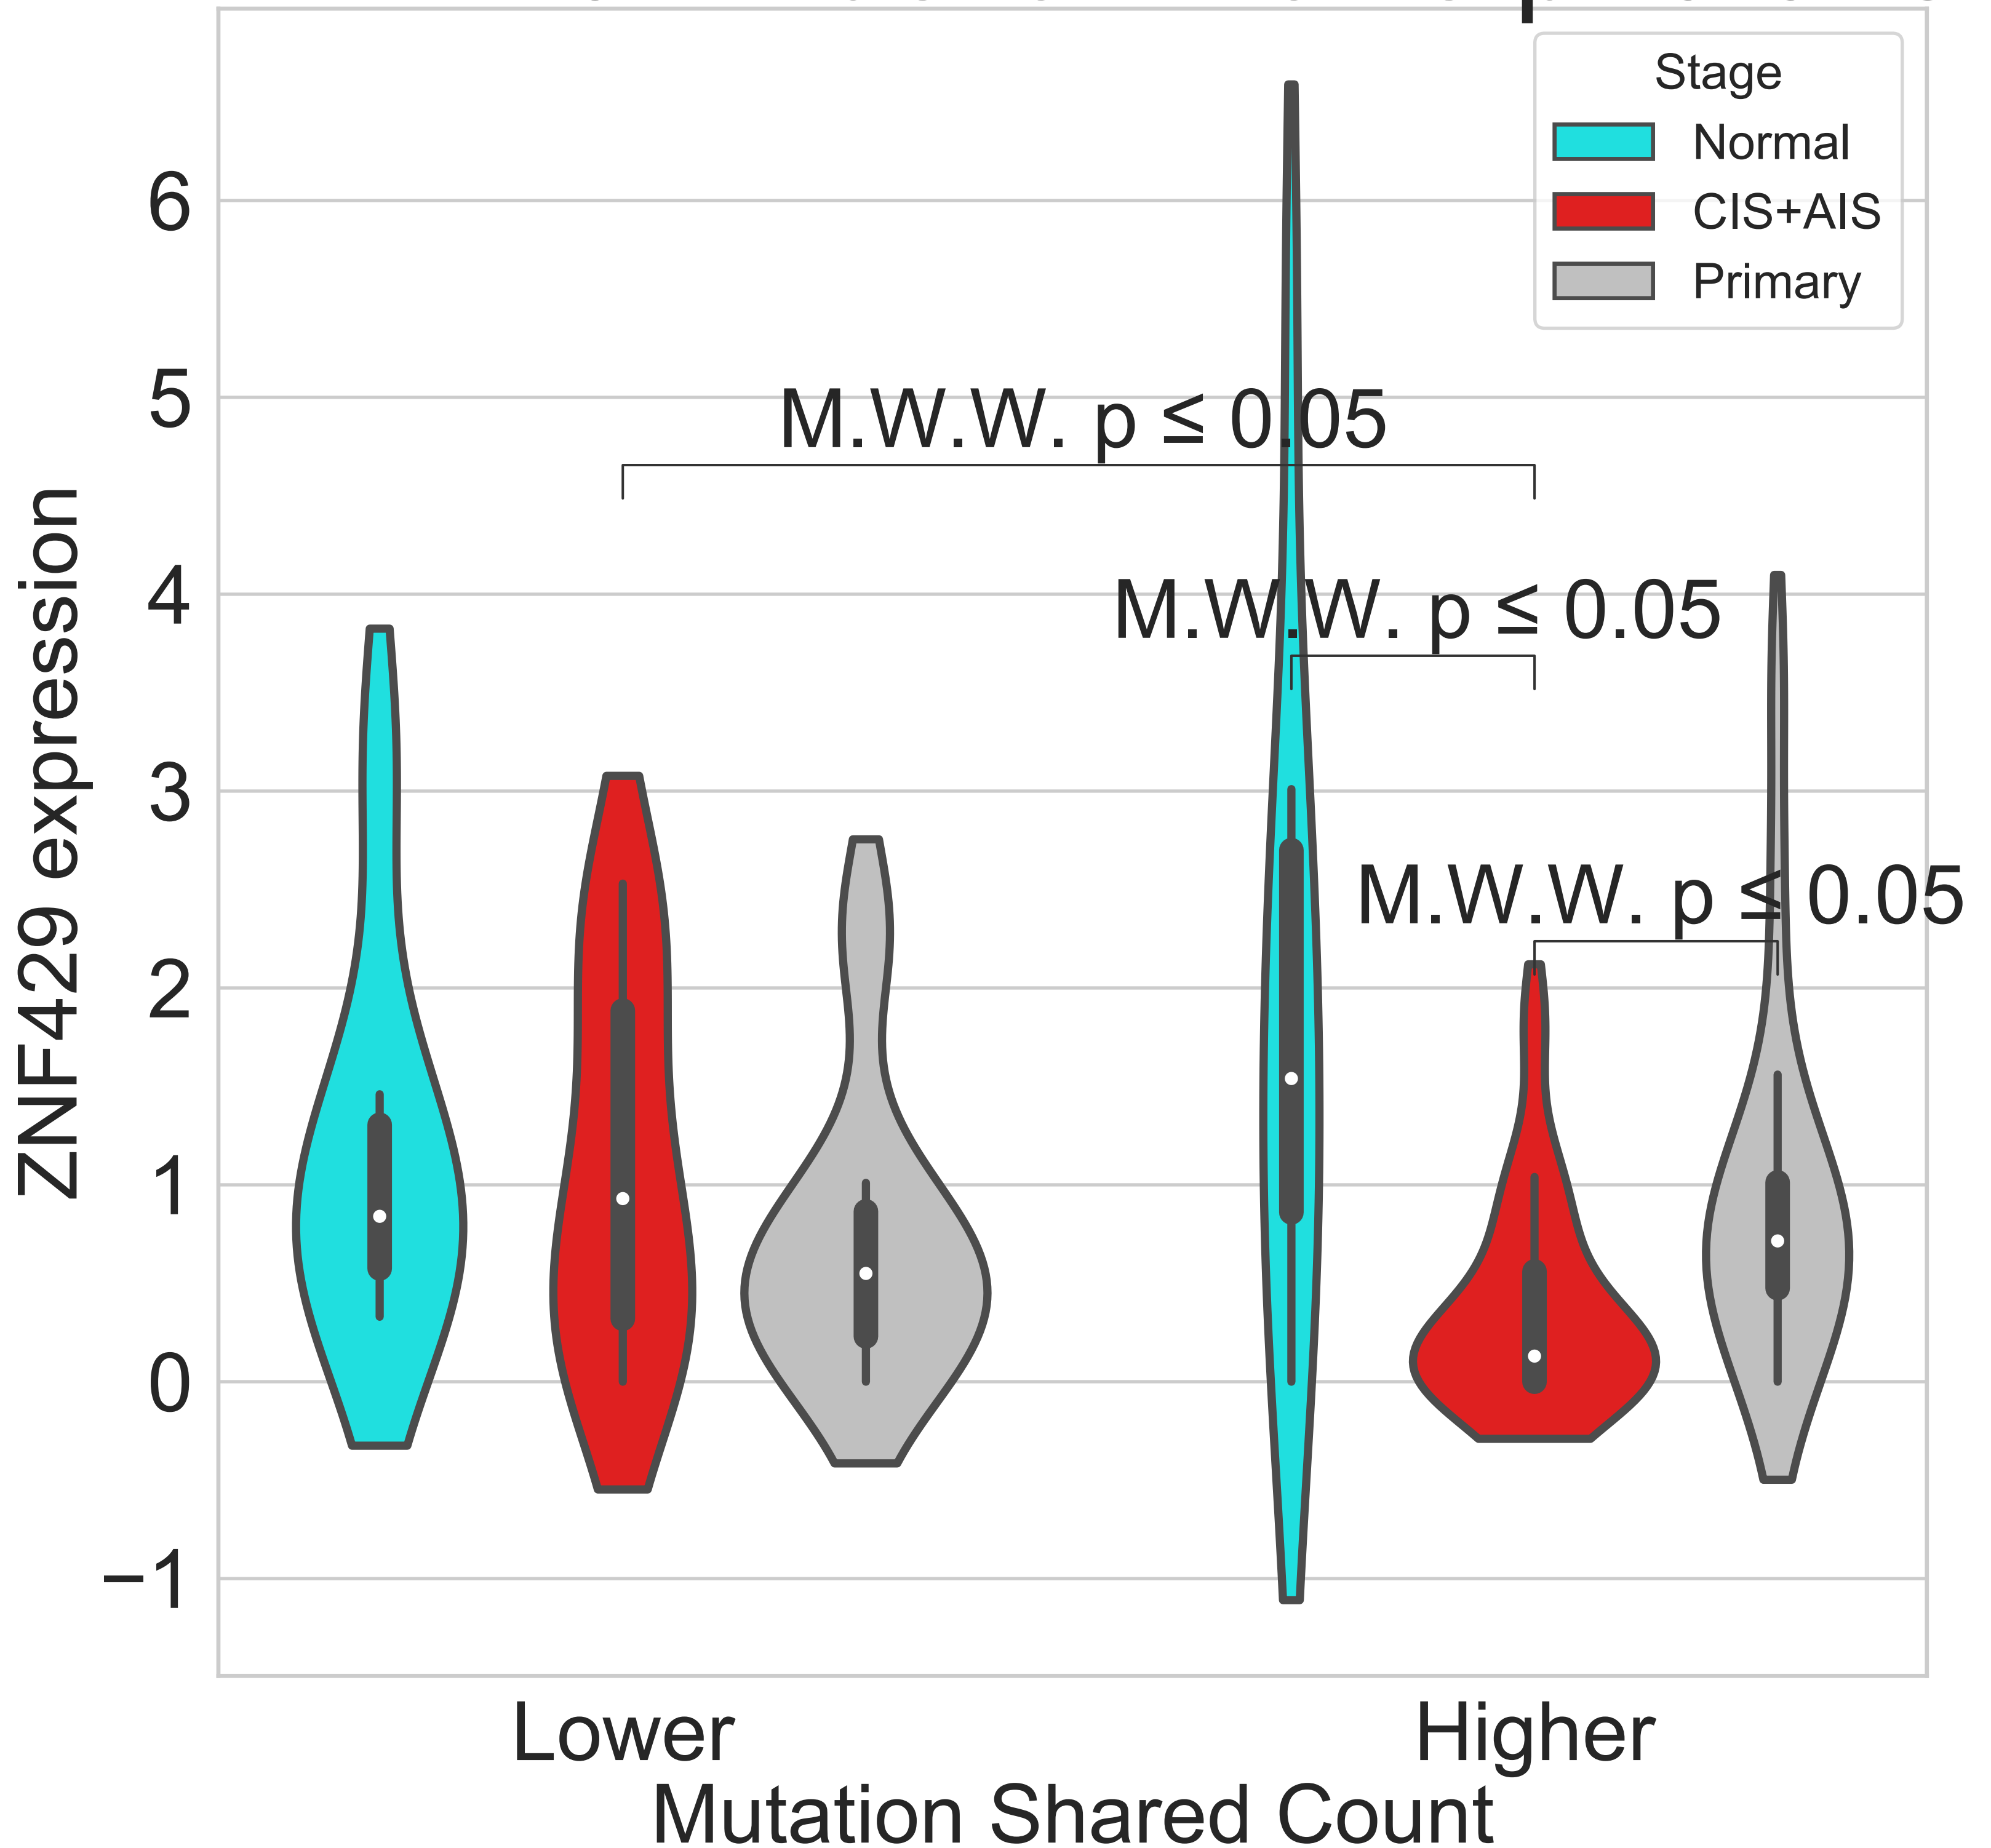 Stage
Normal
CIS+AIS
Primary
6
5
4
3
2
1
0
−1
ZNF429 expression
M.W.W. p ≤ 0.05
M.W.W. p ≤ 0.05
M.W.W. p ≤ 0.05
Lower Higher
Mutation Shared Count